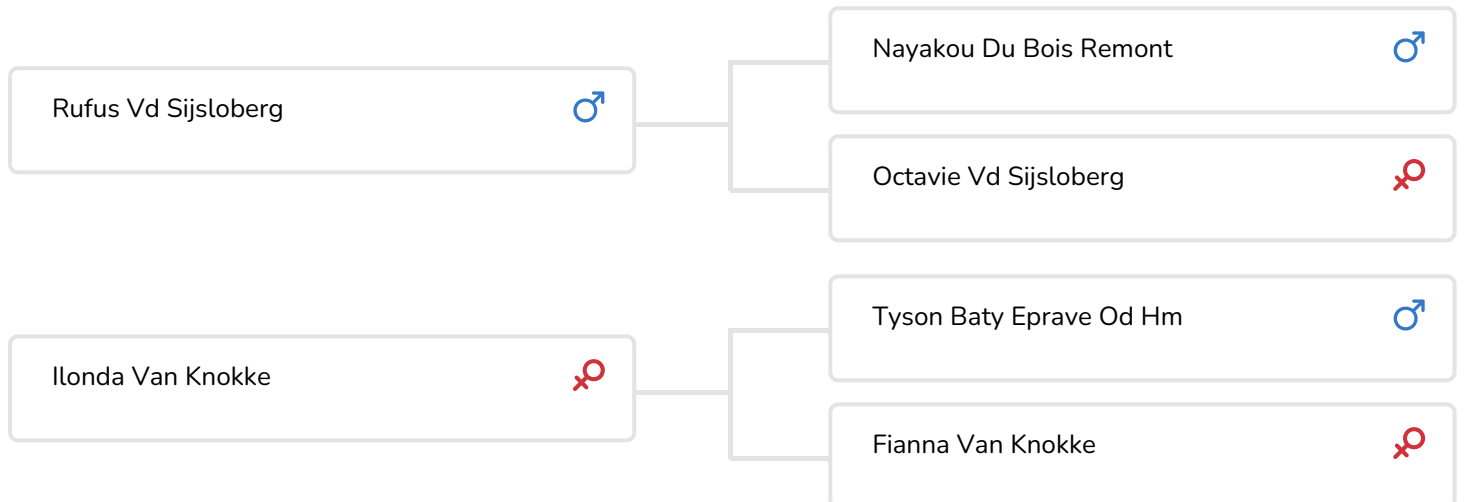 Rufus Vd Sijsloberg
Nayakou Du Bois Remont
Octavie Vd Sijsloberg
Ilonda Van Knokke
Tyson Baty Eprave Od Hm
Fianna Van Knokke